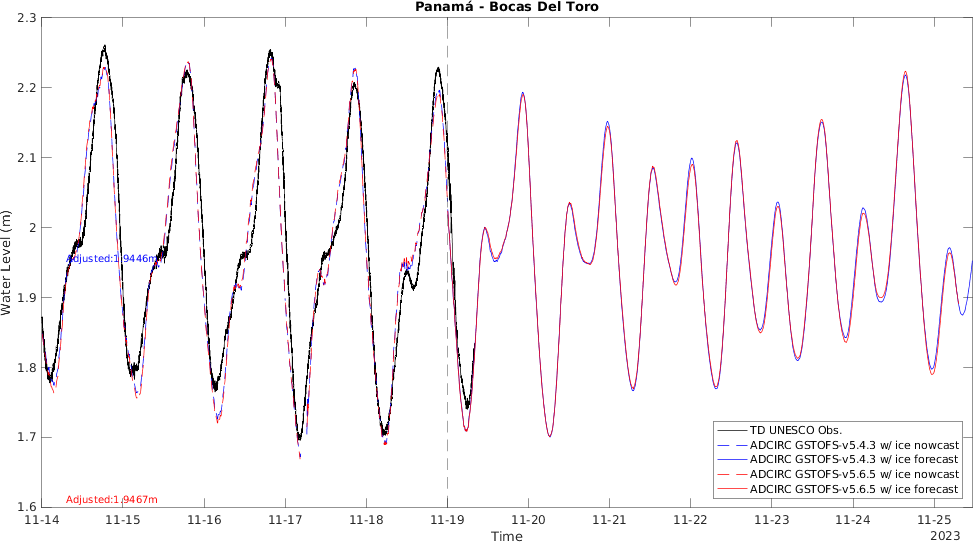 Panamá - Bocas Del Toro
Water Level (m)
2.3
2.2
2.1
2
1.9
1.8
1.7
1.6
Adjusted:1.9446m
Adjusted:1.9467m
TD UNESCO Obs.
ADCIRC GSTOFS-v5.4.3 w/ ice nowcast
ADCIRC GSTOFS-v5.4.3 w/ ice forecast
ADCIRC GSTOFS-v5.6.5 w/ ice nowcast
ADCIRC GSTOFS-v5.6.5 w/ ice forecast
11-14 11-15 11-16 11-17 11-18 11-19 11-20 11-21 11-22 11-23 11-24 11-25
Time
2023